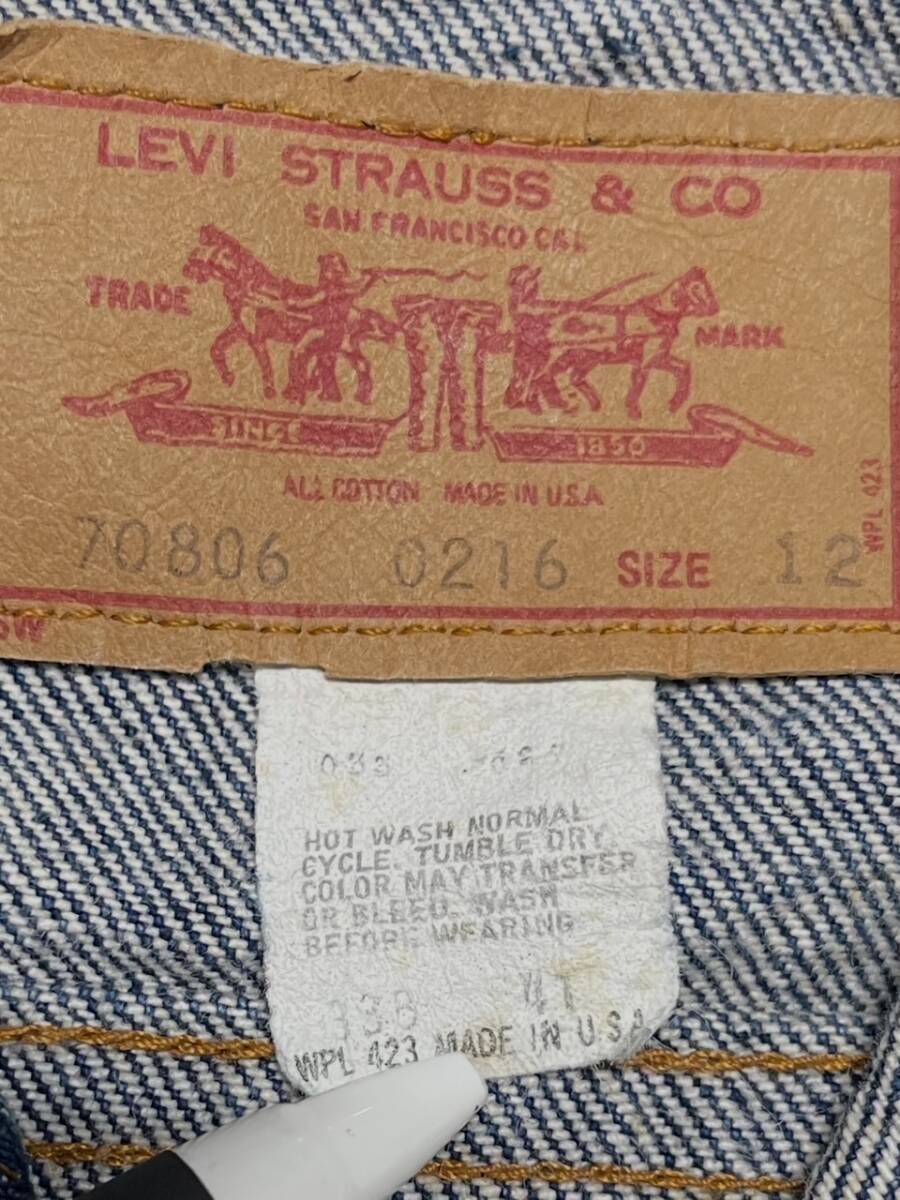 LEVI STRAUSS & CO
SAN FRANCISCO CAL
TRADE MARK
SINCE 1850
ALL COTTON MADE IN U.S.A
WPL 423
70806 0216 SIZE 12
HOT WASH NORMAL
CYCLE. TUMBLE DRY.
COLOR MAY TRANSFER
OR BLEED. WASH
BEFORE WEARING
WPL 423 MADE IN U S A